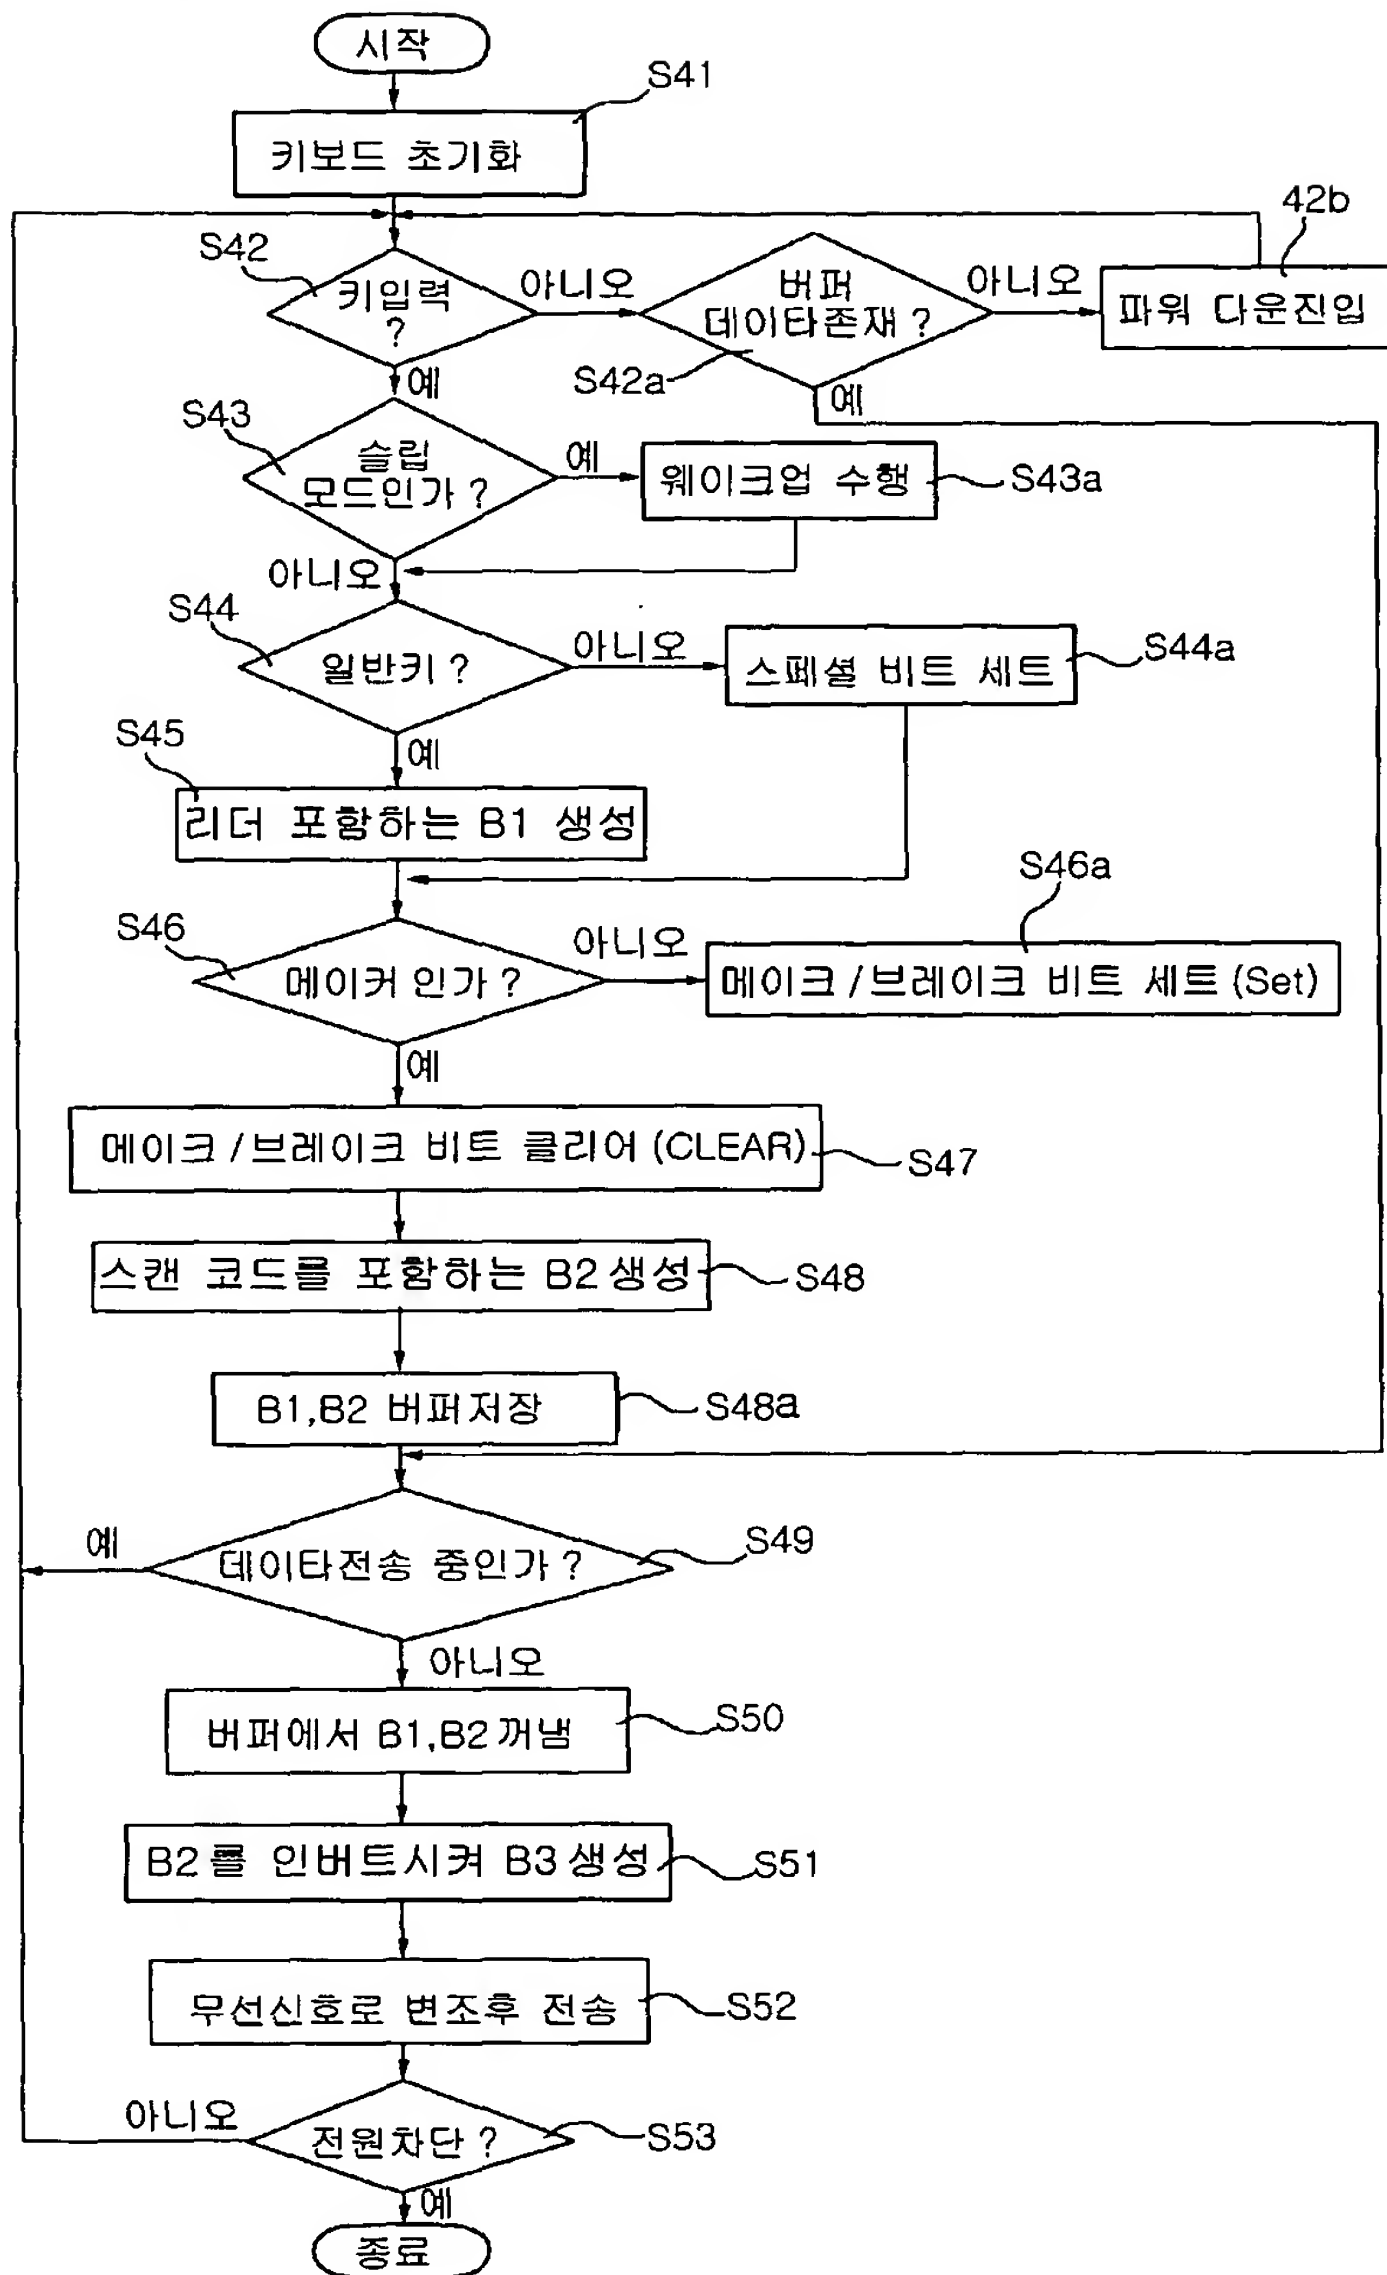 시작
S41
키보드 초기화
42b
S42
키입력
?
아니오
버퍼
데이타존재 ?
아니오
파워 다운진입
S42a
예
예
S43
슬립
모드인가 ?
예
웨이크업 수행
S43a
아니오
S44
일반키 ?
아니오
스페셜 비트 세트
S44a
예
S45
리더 포함하는 B1 생성
S46a
S46
메이커 인가 ?
아니오
메이크 / 브레이크 비트 세트 (Set)
예
메이크 / 브레이크 비트 클리어 (CLEAR)
S47
스캔 코드를 포함하는 B2 생성
S48
B1,B2 버퍼저장
S48a
예
데이타전송 중인가 ?
S49
아니오
버퍼에서 B1,B2 꺼냄
S50
B2를 인버트시켜 B3 생성
S51
무선신호로 변조후 전송
S52
아니오
전원차단 ?
S53
예
종료